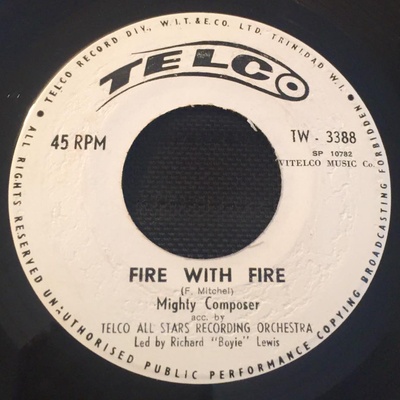 TELCO RECORD DIV., W.I.T.& E.CO. LTD. TRINIDAD W.I.
TELCO
45 RPM
TW - 3388
SP 10782
VITELCO MUSIC Co.
FIRE WITH FIRE
(F. Mitchel)
Mighty Composer
acc. by
TELCO ALL STARS RECORDING ORCHESTRA
Led by Richard "Boyie" Lewis
ALL RIGHTS RESERVED UNAUTHORISED PUBLIC PERFORMANCE COPYING BROADCASTING FORBIDDEN